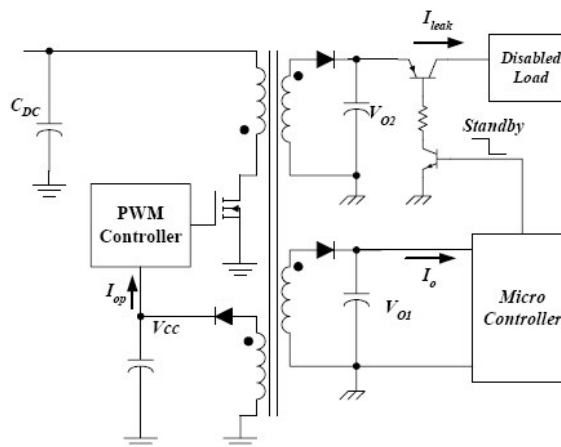 I_leak
Disabled
Load
C_DC
V_O2
Standby
PWM
Controller
I_op
I_o
Vcc
V_O1
Micro
Controller